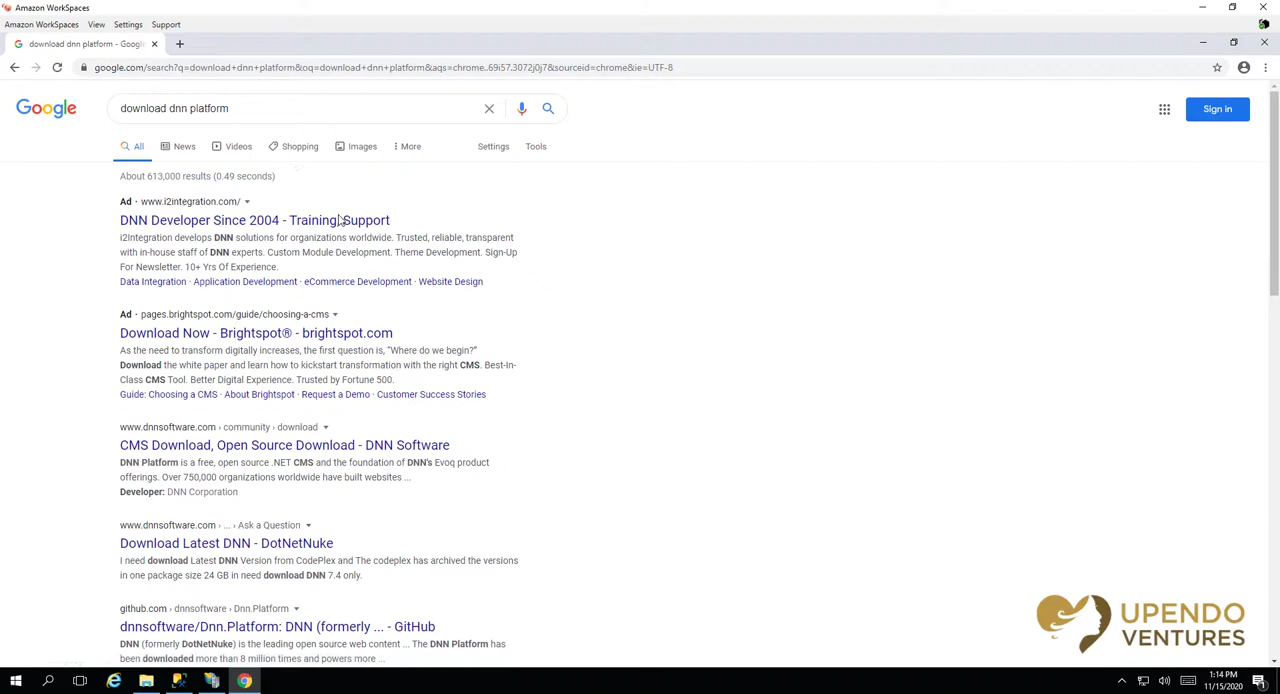 Amazon WorkSpaces
Amazon WorkSpaces View Settings Support
download dnn platform - Google
google.com/search?q=download+dnn+platform&oq=download+dnn+platform&aqs=chrome..69i57.3072j0j7&sourceid=chrome&ie=UTF-8
Google
download dnn platform
Sign in
All News Videos Shopping Images More Settings Tools
About 613,000 results (0.49 seconds)
Ad · www.i2integration.com/
DNN Developer Since 2004 - Training, Support
i2Integration develops DNN solutions for organizations worldwide. Trusted, reliable, transparent
with in-house staff of DNN experts. Custom Module Development. Theme Development. Sign-Up
For Newsletter. 10+ Yrs Of Experience.
Data Integration · Application Development · eCommerce Development · Website Design
Ad · pages.brightspot.com/guide/choosing-a-cms
Download Now - Brightspot® - brightspot.com
As the need to transform digitally increases, the first question is, “Where do we begin?”
Download the white paper and learn how to kickstart transformation with the right CMS. Best-In-
Class CMS Tool. Better Digital Experience. Trusted by Fortune 500.
Guide: Choosing a CMS · About Brightspot · Request a Demo · Customer Success Stories
www.dnnsoftware.com › community › download
CMS Download, Open Source Download - DNN Software
DNN Platform is a free, open source .NET CMS and the foundation of DNN's Evoq product
offerings. Over 750,000 organizations worldwide have built websites ...
Developer: DNN Corporation
www.dnnsoftware.com › ... › Ask a Question
Download Latest DNN - DotNetNuke
I need download Latest DNN Version from CodePlex and The codeplex has archived the versions
in one package size 24 GB in need download DNN 7.4 only.
github.com › dnnsoftware › Dnn.Platform
dnnsoftware/Dnn.Platform: DNN (formerly ... - GitHub
DNN (formerly DotNetNuke) is the leading open source web content ... The DNN Platform has
been downloaded more than 8 million times and powers more ...
UPENDO
VENTURES
1:14 PM
11/15/2020